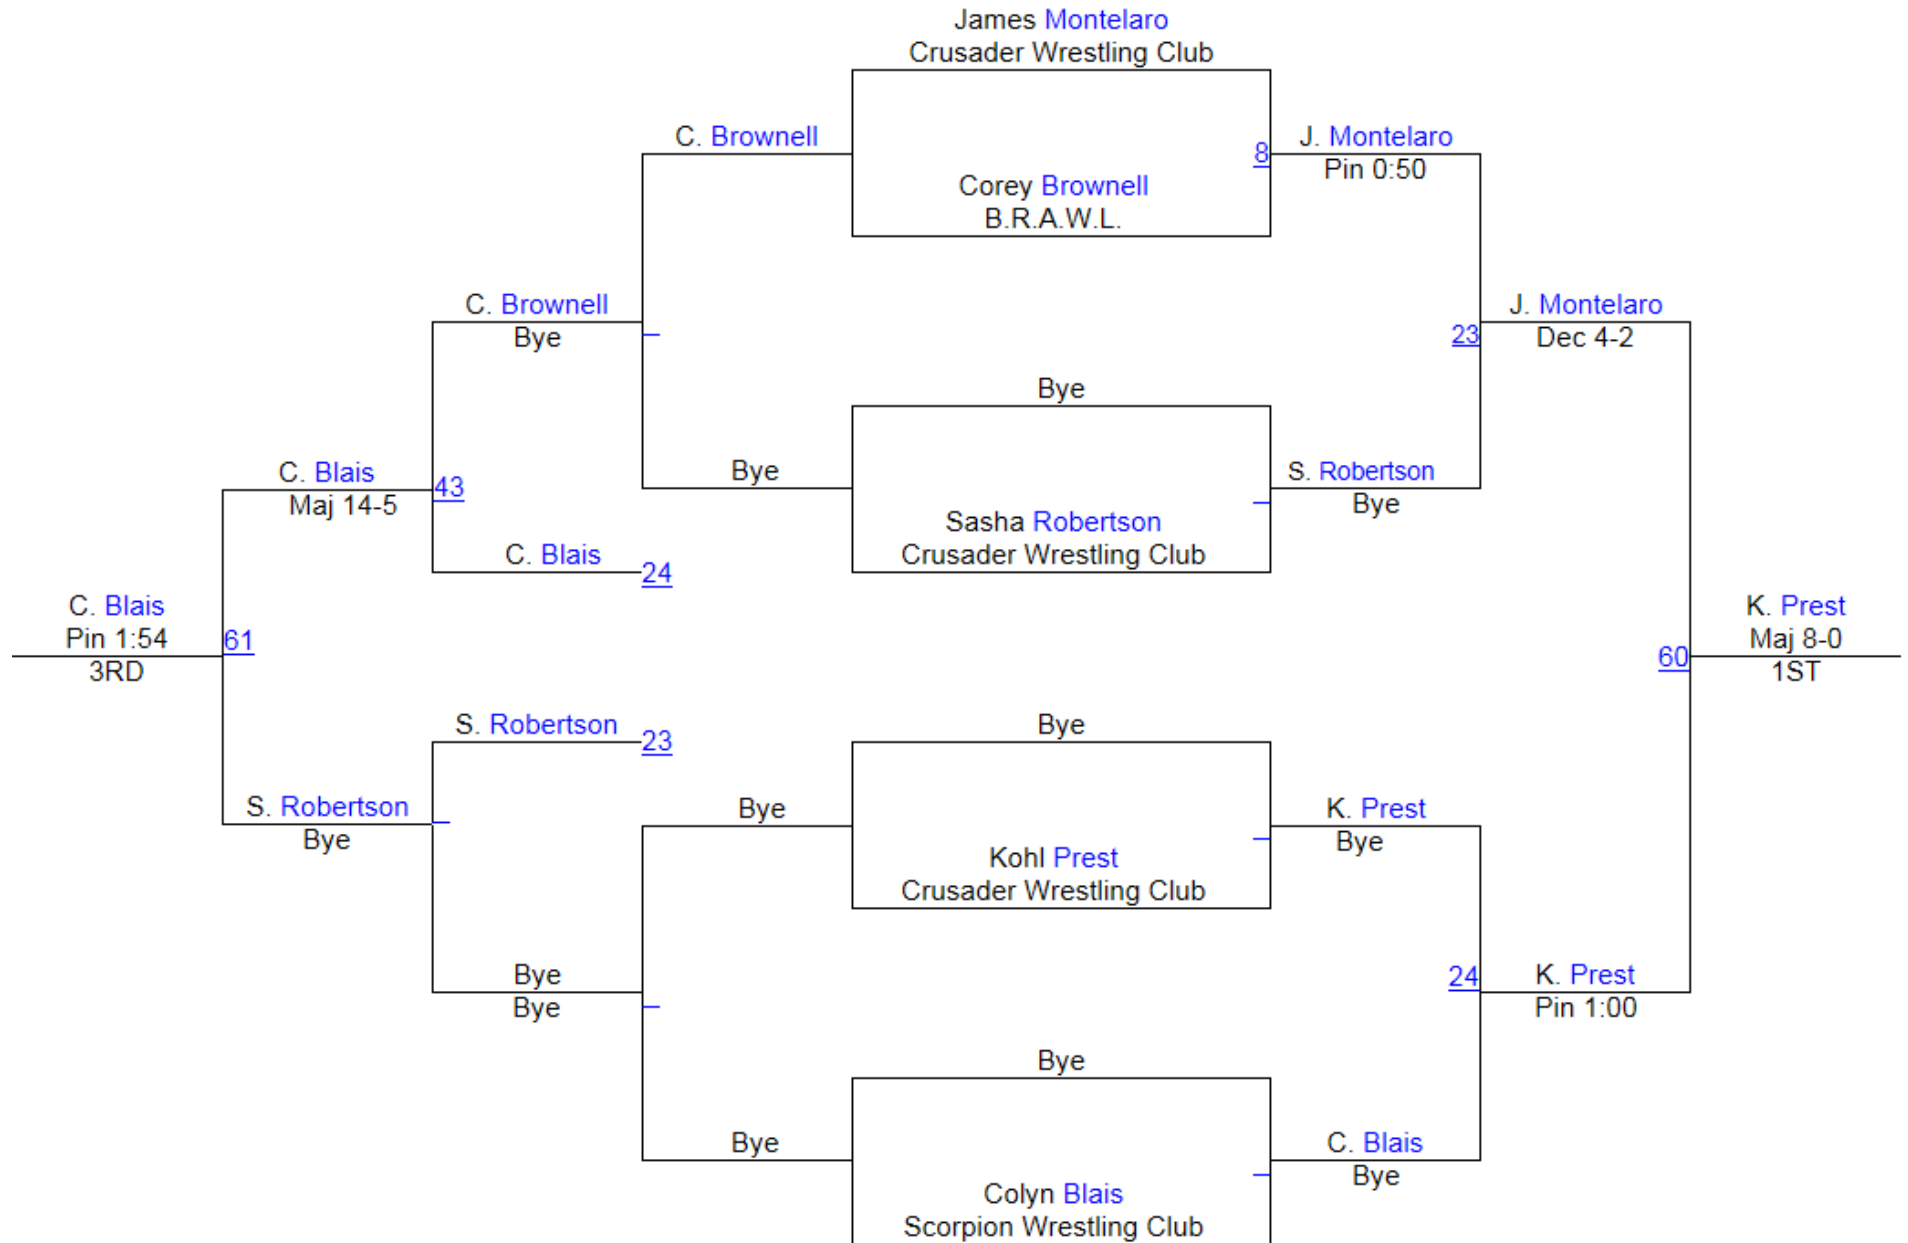 James Montelaro
Crusader Wrestling Club
C. Brownell
8
J. Montelaro
Pin 0:50
Corey Brownell
B.R.A.W.L.
C. Brownell
Bye
23
J. Montelaro
Dec 4-2
Bye
C. Blais
Maj 14-5
43
Bye
S. Robertson
Bye
Sasha Robertson
Crusader Wrestling Club
C. Blais
24
C. Blais
Pin 1:54
3RD
61
60
K. Prest
Maj 8-0
1ST
S. Robertson
23
Bye
S. Robertson
Bye
Bye
K. Prest
Bye
Kohl Prest
Crusader Wrestling Club
Bye
Bye
24
K. Prest
Pin 1:00
Bye
Bye
C. Blais
Bye
Colyn Blais
Scorpion Wrestling Club